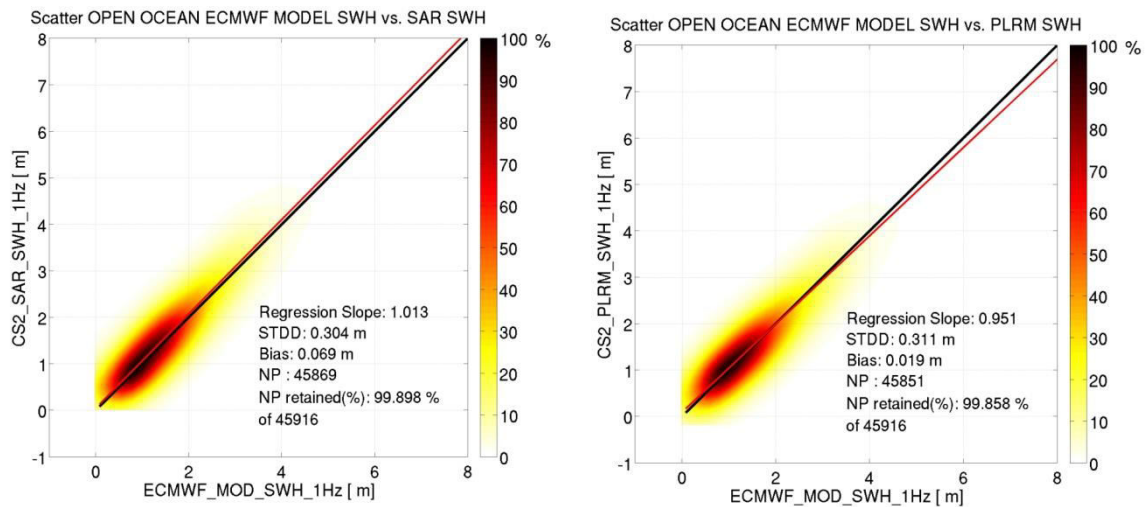 Scatter OPEN OCEAN ECMWF MODEL SWH vs. SAR SWH
8
7
6
5
4
3
2
1
0
-1
CS2_SAR_SWH_1Hz [ m]
0
2
4
6
8
ECMWF_MOD_SWH_1Hz [ m]
Regression Slope: 1.013
STDD: 0.304 m
Bias: 0.069 m
NP : 45869
NP retained(%): 99.898 %
of 45916
100 %
90
80
70
60
50
40
30
20
10
0
Scatter OPEN OCEAN ECMWF MODEL SWH vs. PLRM SWH
8
7
6
5
4
3
2
1
0
-1
CS2_PLRM_SWH_1Hz [ m]
0
2
4
6
8
ECMWF_MOD_SWH_1Hz [ m]
Regression Slope: 0.951
STDD: 0.311 m
Bias: 0.019 m
NP : 45851
NP retained(%): 99.858 %
of 45916
100 %
90
80
70
60
50
40
30
20
10
0